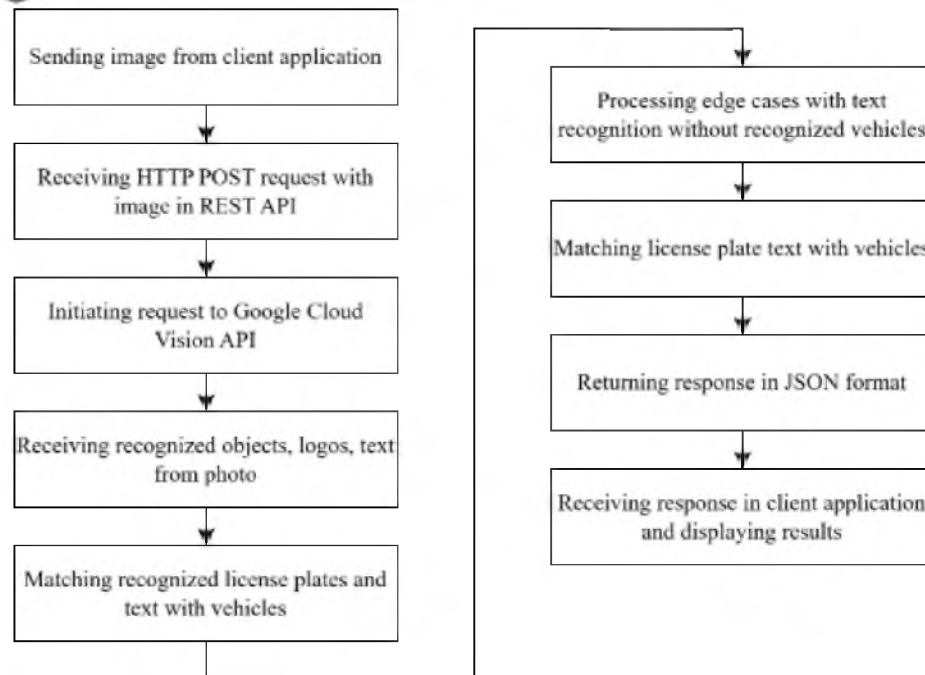 Sending image from client application
Receiving HTTP POST request with
image in REST API
Initiating request to Google Cloud
Vision API
Receiving recognized objects, logos, text
from photo
Matching recognized license plates and
text with vehicles
Processing edge cases with text
recognition without recognized vehicles
Matching license plate text with vehicles
Returning response in JSON format
Receiving response in client application
and displaying results